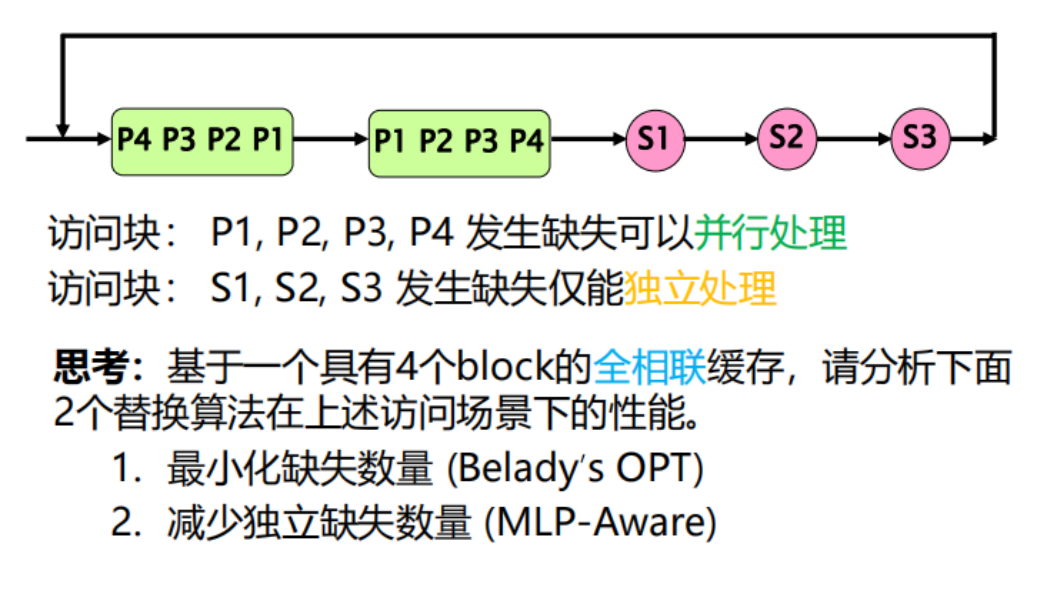 P4 P3 P2 P1 P1 P2 P3 P4 S1 S2 S3
访问块： P1, P2, P3, P4 发生缺失可以并行处理
访问块： S1, S2, S3 发生缺失仅能独立处理
思考：基于一个具有4个block的全相联缓存，请分析下面
2个替换算法在上述访问场景下的性能。
1. 最小化缺失数量 (Belady′s OPT)
2. 减少独立缺失数量 (MLP-Aware)